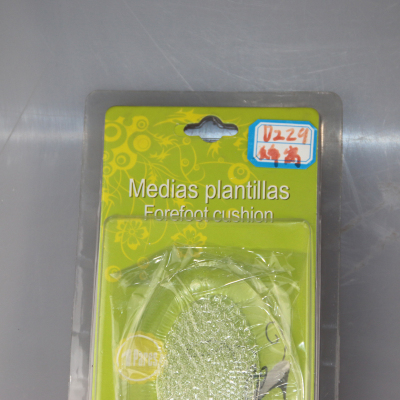 D229
Medias plantillas
Forefoot cushion